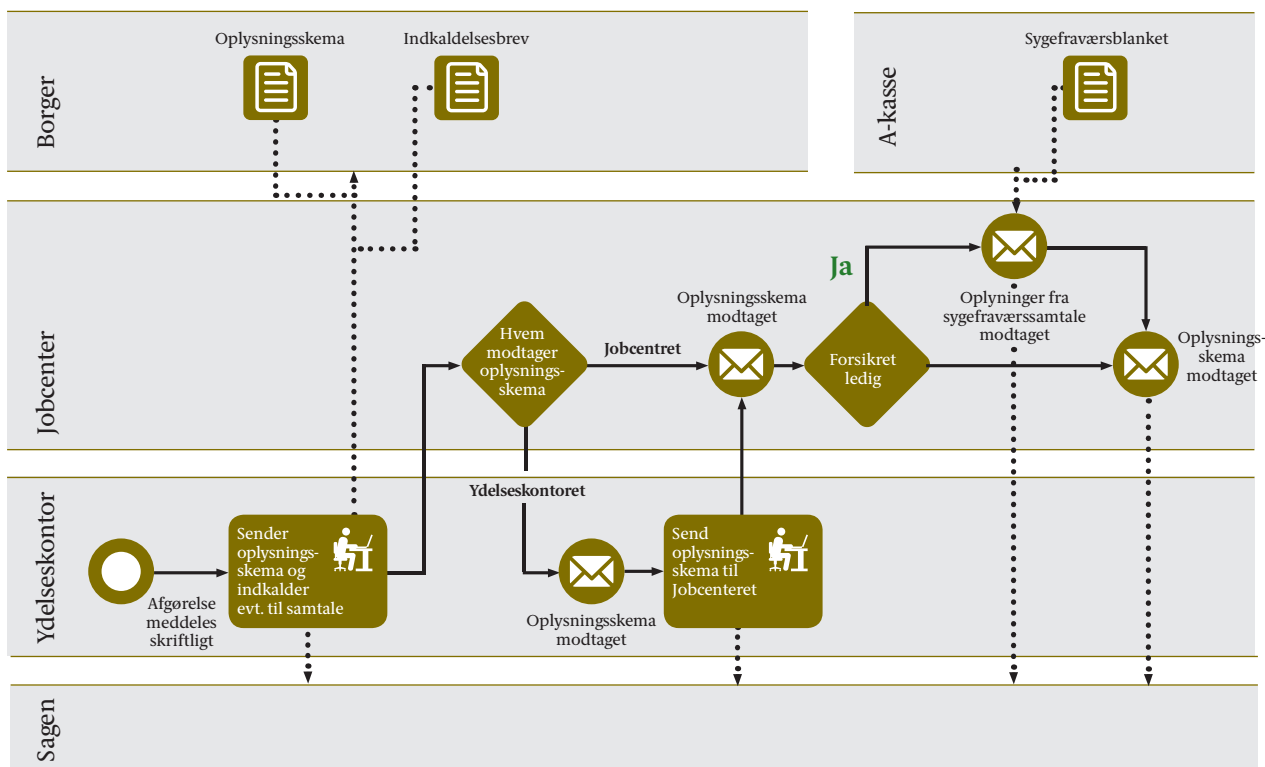 Borger
Oplysningsskema
Indkaldelsesbrev
A-kasse
Sygefraværsblanket
Jobcenter
Hvem
modtager
oplysnings-
skema
Jobcentret
Oplysningsskema
modtaget
Ja
Forsikret
ledig
Oplyninger fra
sygefraværssamtale
modtaget
Oplysnings-
skema
modtaget
Ydelseskontoret
Ydelseskontor
Afgørelse
meddeles
skriftligt
Sender
oplysnings-
skema og
indkalder
evt. til samtale
Oplysningsskema
modtaget
Send
oplysnings-
skema til
Jobcenteret
Sagen